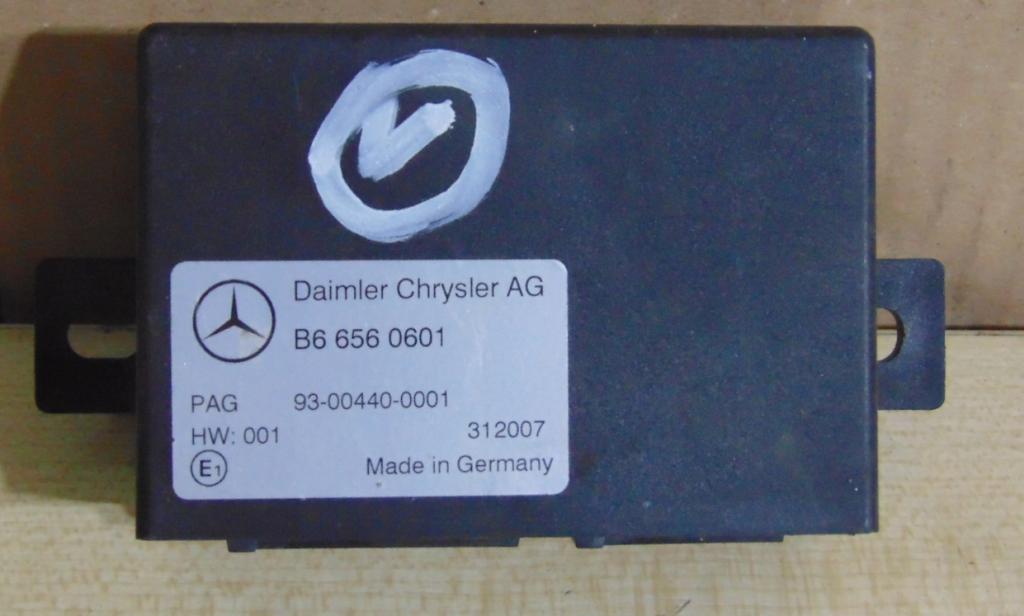 Daimler Chrysler AG
B6 656 0601
PAG 93-00440-0001
HW: 001 312007
E1 Made in Germany